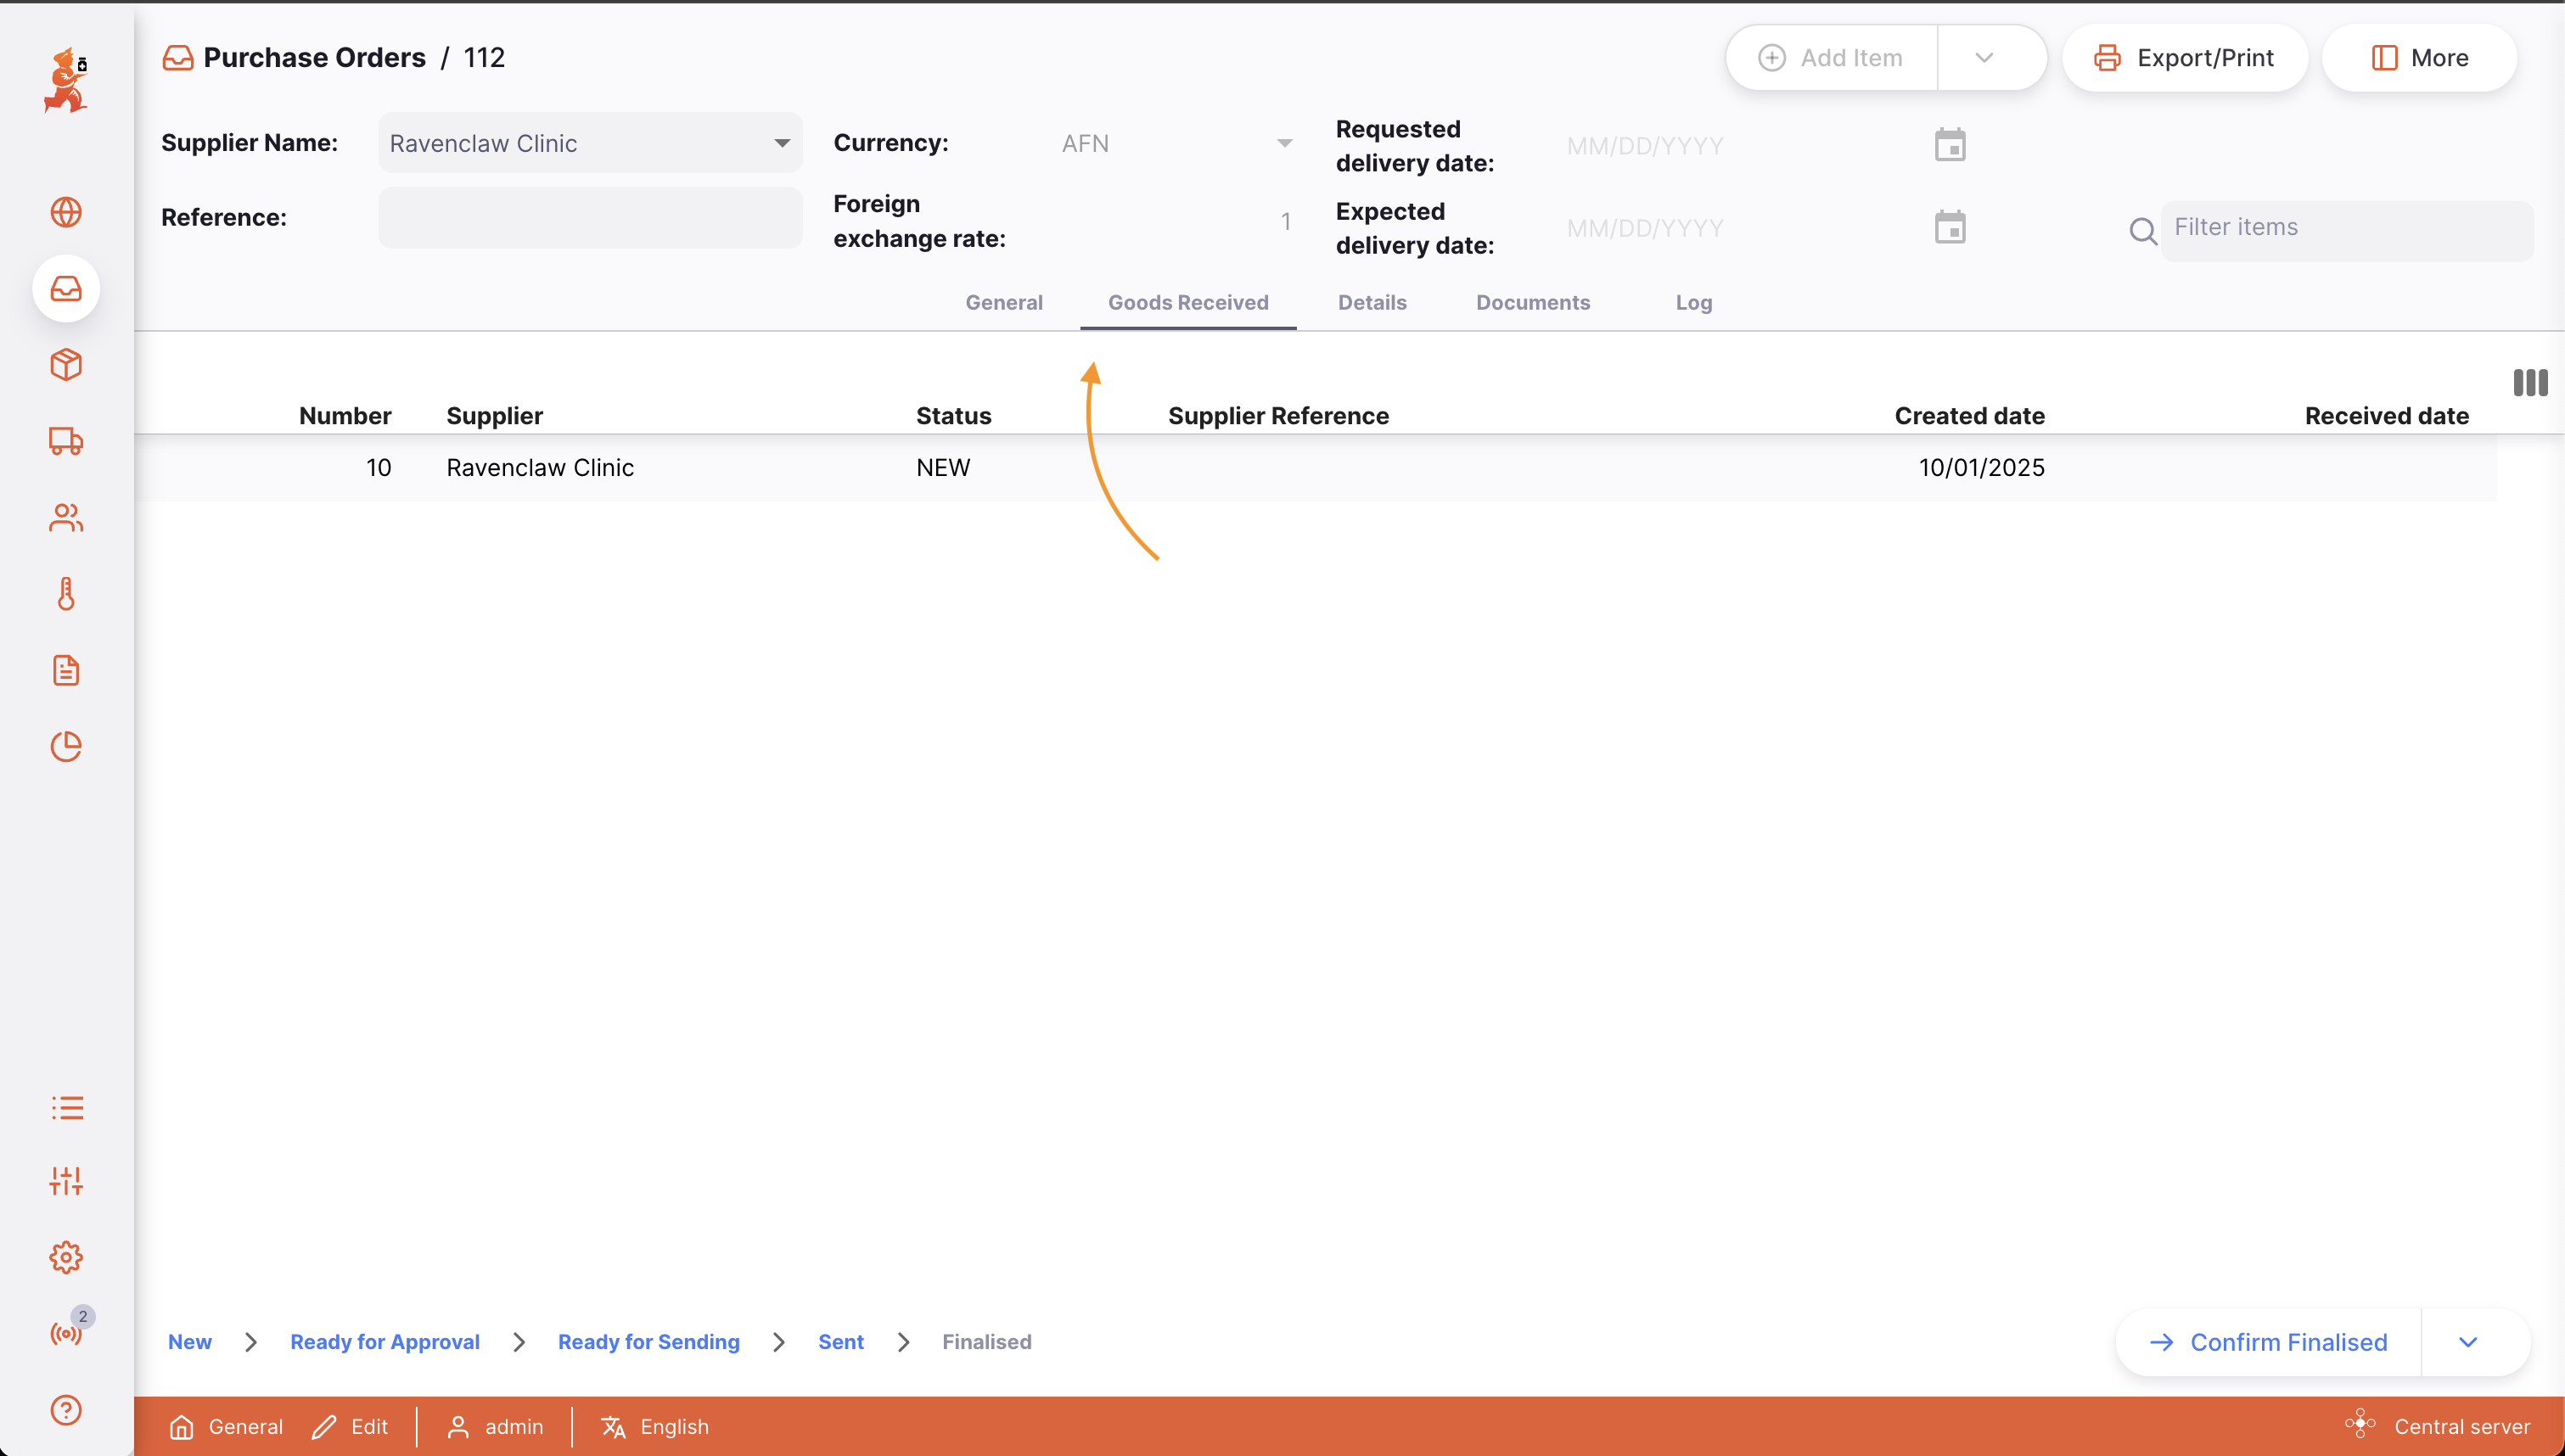 Purchase Orders / 112
Add Item
Export/Print
More
Supplier Name:
Ravenclaw Clinic
Currency:
AFN
Requested
delivery date:
MM/DD/YYYY
Reference:
Foreign
exchange rate:
1
Expected
delivery date:
MM/DD/YYYY
Filter items
General
Goods Received
Details
Documents
Log
Number Supplier Status Supplier Reference Created date Received date
10 Ravenclaw Clinic NEW 10/01/2025
New
Ready for Approval
Ready for Sending
Sent
Finalised
Confirm Finalised
2
General
Edit
admin
English
Central server